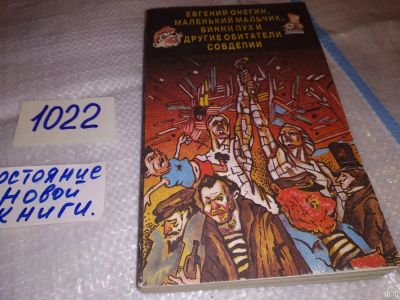 ЕВГЕНИЙ ОНЕГИН,
МАЛЕНЬКИЙ МАЛЬЧИК,
ВИННИ ПУХ И
ДРУГИЕ ОБИТАТЕЛИ
СОВДЕПИИ
1022
остояние
Новой
книги.